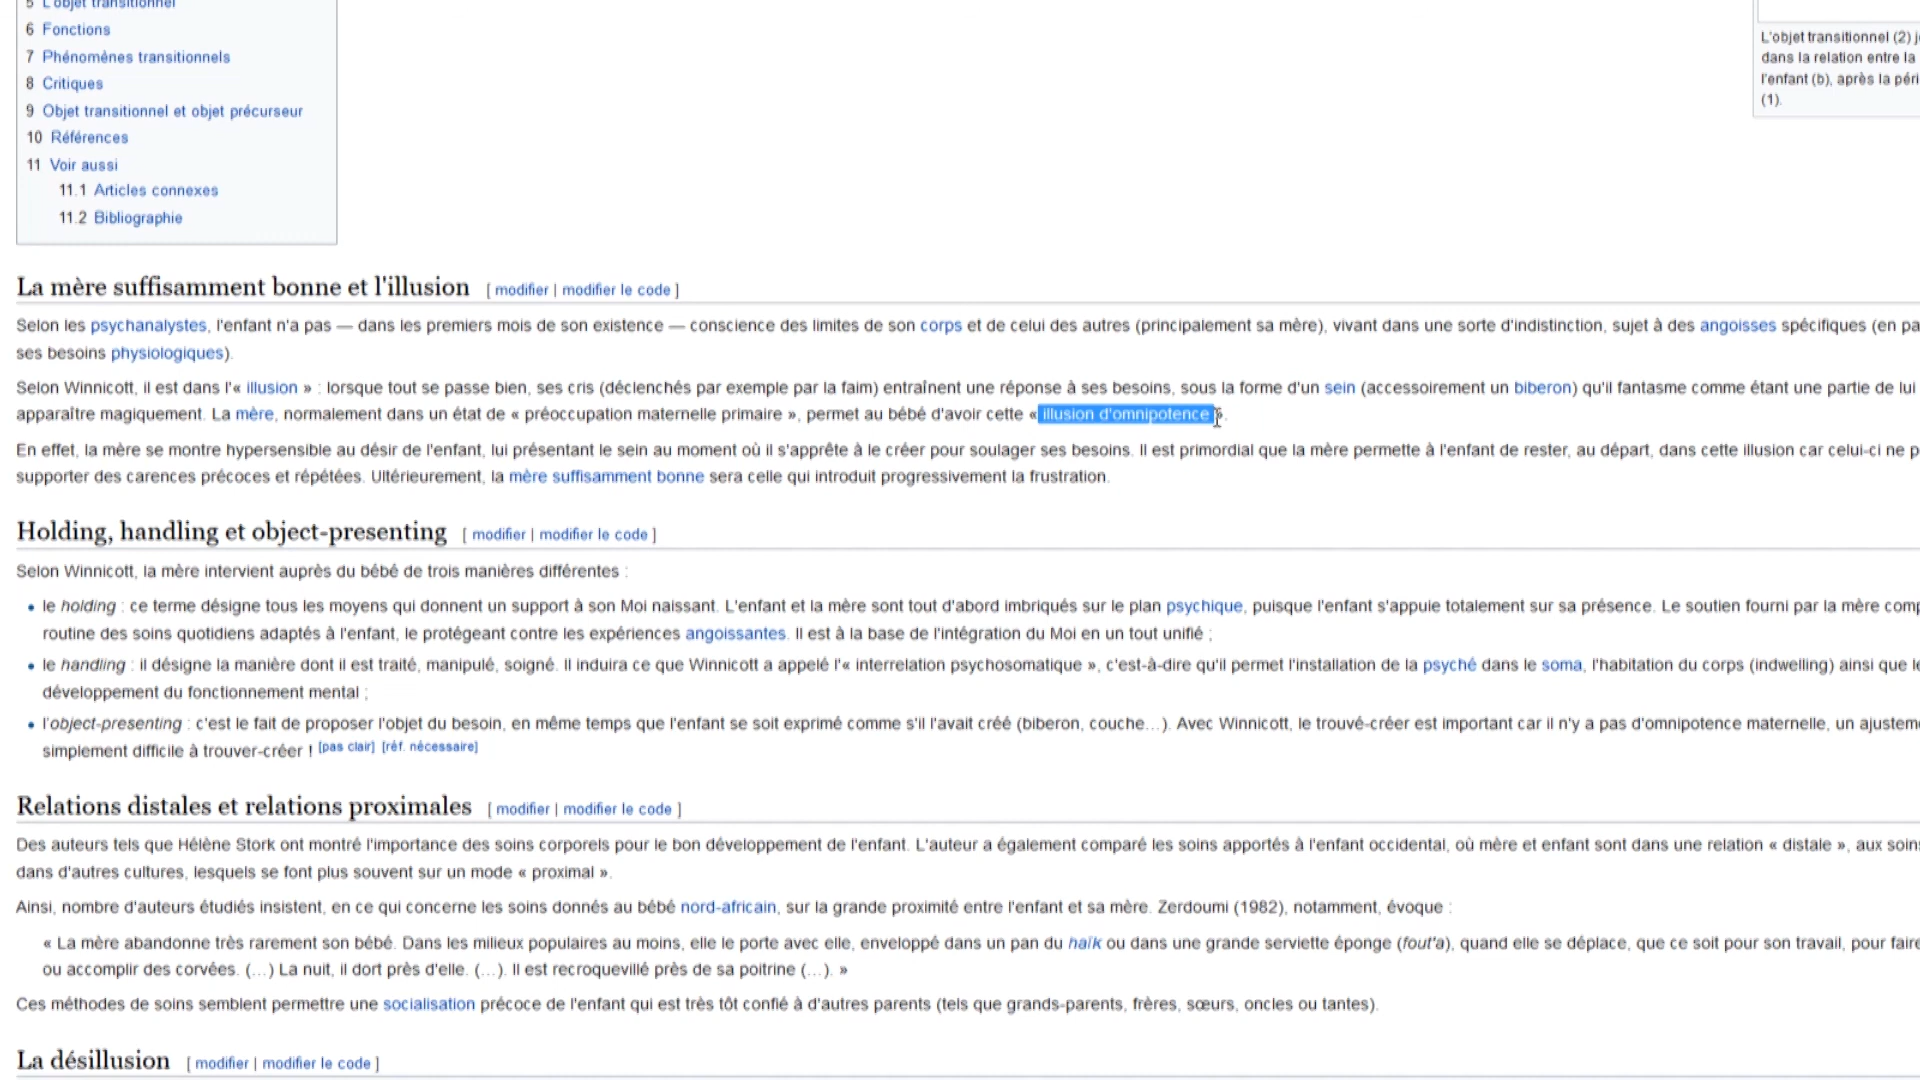 5 L'objet transitionnel
6 Fonctions
7 Phénomènes transitionnels
8 Critiques
9 Objet transitionnel et objet précurseur
10 Références
11 Voir aussi
11.1 Articles connexes
11.2 Bibliographie
L'objet transitionnel (2)
dans la relation entre la
l'enfant (b), après la
(1).
La mère suffisamment bonne et l'illusion [ modifier | modifier le code ]
Selon les psychanalystes, l'enfant n'a pas — dans les premiers mois de son existence — conscience des limites de son corps et de celui des autres (principalement sa mère), vivant dans une sorte d'indistinction, sujet à des angoisses spécifiques (en
ses besoins physiologiques).
Selon Winnicott, il est dans l'« illusion » : lorsque tout se passe bien, ses cris (déclenchés par exemple par la faim) entraînent une réponse à ses besoins, sous la forme d'un sein (accessoirement un biberon) qu'il fantasme comme étant une partie de lui
apparaître magiquement. La mère, normalement dans un état de « préoccupation maternelle primaire », permet au bébé d'avoir cette « illusion d'omnipotence ».
En effet, la mère se montre hypersensible au désir de l'enfant, lui présentant le sein au moment où il s'apprête à le créer pour soulager ses besoins. Il est primordial que la mère permette à l'enfant de rester, au départ, dans cette illusion car celui-ci ne
supporter des carences précoces et répétées. Ultérieurement, la mère suffisamment bonne sera celle qui introduit progressivement la frustration.
Holding, handling et object-presenting [ modifier | modifier le code ]
Selon Winnicott, la mère intervient auprès du bébé de trois manières différentes :
• le holding : ce terme désigne tous les moyens qui donnent un support à son Moi naissant. L'enfant et la mère sont tout d'abord imbriqués sur le plan psychique, puisque l'enfant s'appuie totalement sur sa présence. Le soutien fourni par la mère
routine des soins quotidiens adaptés à l'enfant, le protégeant contre les expériences angoissantes. Il est à la base de l'intégration du Moi en un tout unifié ;
• le handling : il désigne la manière dont il est traité, manipulé, soigné. Il induira ce que Winnicott a appelé l'« interrelation psychosomatique », c'est-à-dire qu'il permet l'installation de la psyché dans le soma, l'habitation du corps (indwelling) ainsi que
développement du fonctionnement mental ;
• l'object-presenting : c'est le fait de proposer l'objet du besoin, en même temps que l'enfant se soit exprimé comme s'il l'avait créé (biberon, couche...). Avec Winnicott, le trouvé-créer est important car il n'y a pas d'omnipotence maternelle, un
simplement difficile à trouver-créer ! [pas clair] [réf. nécessaire]
Relations distales et relations proximales [ modifier | modifier le code ]
Des auteurs tels que Hélène Stork ont montré l'importance des soins corporels pour le bon développement de l'enfant. L'auteur a également comparé les soins apportés à l'enfant occidental, où mère et enfant sont dans une relation « distale », aux
dans d'autres cultures, lesquels se font plus souvent sur un mode « proximal ».
Ainsi, nombre d'auteurs étudiés insistent, en ce qui concerne les soins donnés au bébé nord-africain, sur la grande proximité entre l'enfant et sa mère. Zerdoumi (1982), notamment, évoque :
« La mère abandonne très rarement son bébé. Dans les milieux populaires au moins, elle le porte avec elle, enveloppé dans un pan du haïk ou dans une grande serviette éponge (fout'a), quand elle se déplace, que ce soit pour son travail, pour faire
ou accomplir des corvées. (...) La nuit, il dort près d'elle. (...). Il est recroquevillé près de sa poitrine (...). »
Ces méthodes de soins semblent permettre une socialisation précoce de l'enfant qui est très tôt confié à d'autres parents (tels que grands-parents, frères, sœurs, oncles ou tantes).
La désillusion [ modifier | modifier le code ]